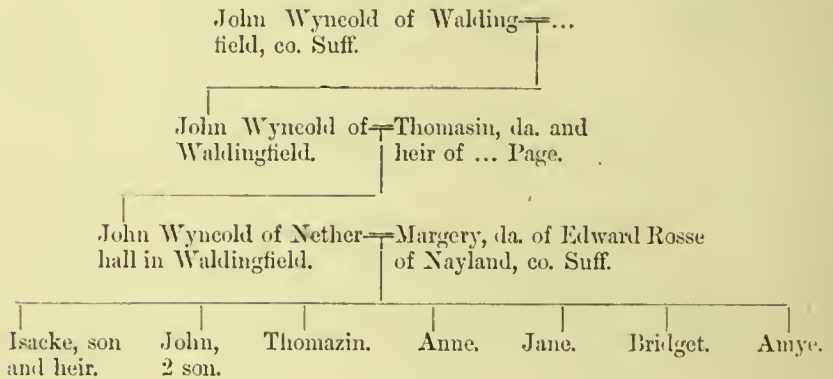 John Wyncold of Walding- ...
field, co. Suff.
John Wyncold of Thomasin, da. and
Waldingfield. heir of ... Page.
John Wyncold of Nether- Margery, da. of Edward Rosse
hall in Waldingfield. of Nayland, co. Suff.
Isacke, son John, Thomazin. Anne. Jane. Bridget. Amye.
and heir. 2 son.